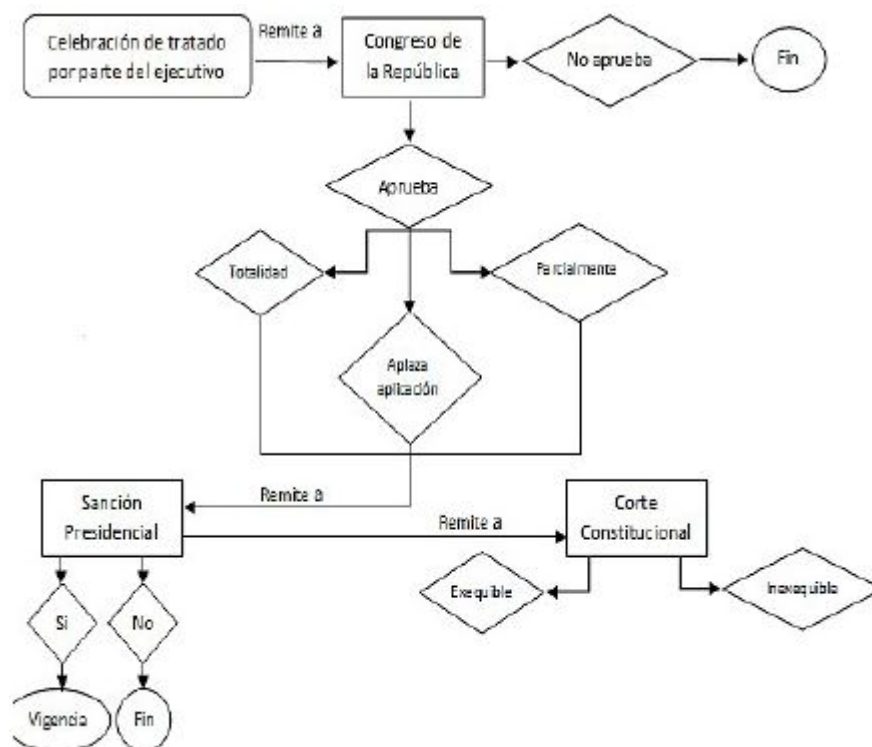 Celebración de tratado
por parte del ejecutivo
Remite a
Congreso de
la República
No aprueba
Fin
Aprueba
Totalidad
Parcialmente
Aplaza
aplicación
Remite a
Sanción
Presidencial
Remite a
Corte
Constitucional
Exequible
Inexequible
Si
No
Vigencia
Fin